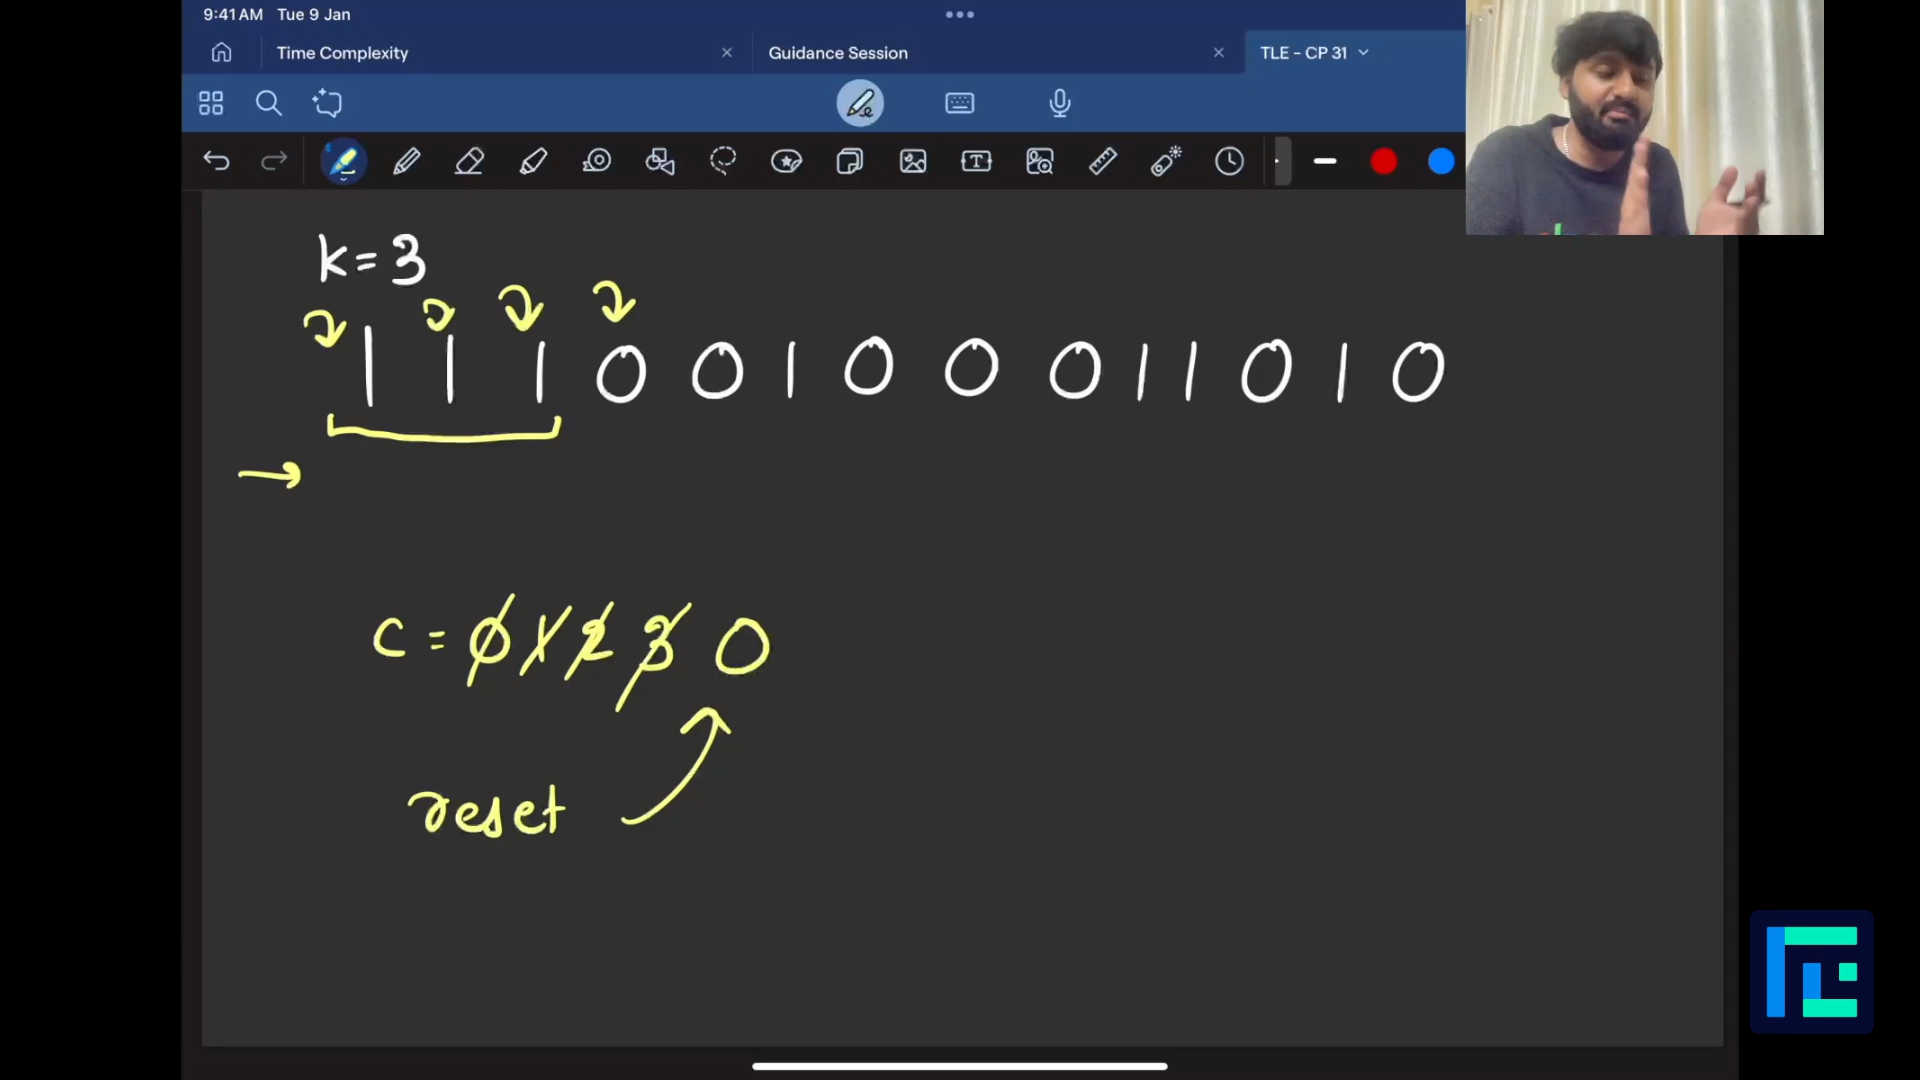 9:41 AM Tue 9 Jan
Time Complexity
Guidance Session
TLE - CP 31
k=3
1 1 1 0 0 1 0 0 0 1 1 0 1 0
c = 0 1 2 3 0
reset